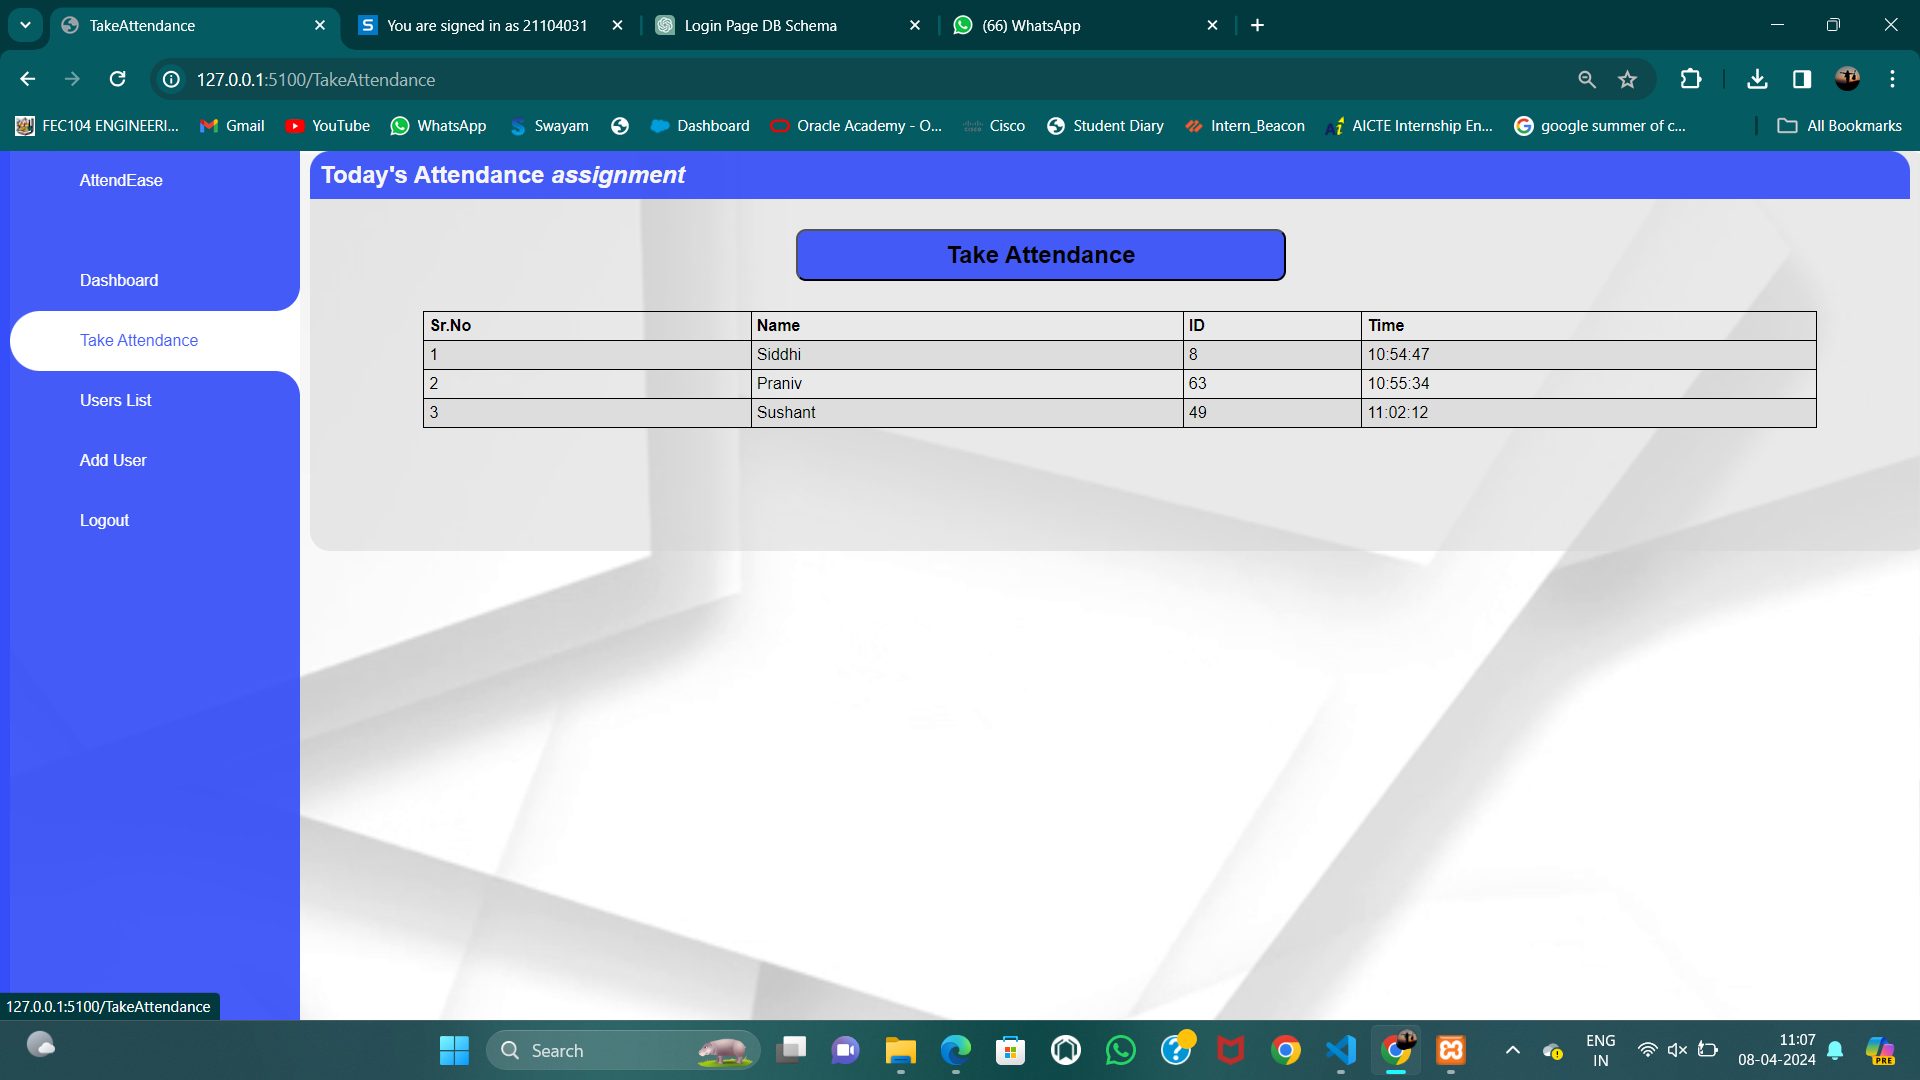 TakeAttendance
You are signed in as 21104031
Login Page DB Schema
(66) WhatsApp
127.0.0.1:5100/TakeAttendance
FEC104 ENGINEERI...
Gmail
YouTube
WhatsApp
Swayam
Dashboard
Oracle Academy - O...
Cisco
Student Diary
Intern_Beacon
AICTE Internship En...
google summer of c...
All Bookmarks
AttendEase
Dashboard
Take Attendance
Users List
Add User
Logout
Today's Attendance assignment
Take Attendance
Sr.No Name ID Time
1 Siddhi 8 10:54:47
2 Praniv 63 10:55:34
3 Sushant 49 11:02:12
127.0.0.1:5100/TakeAttendance
Search
ENG
IN
11:07
08-04-2024
PRE